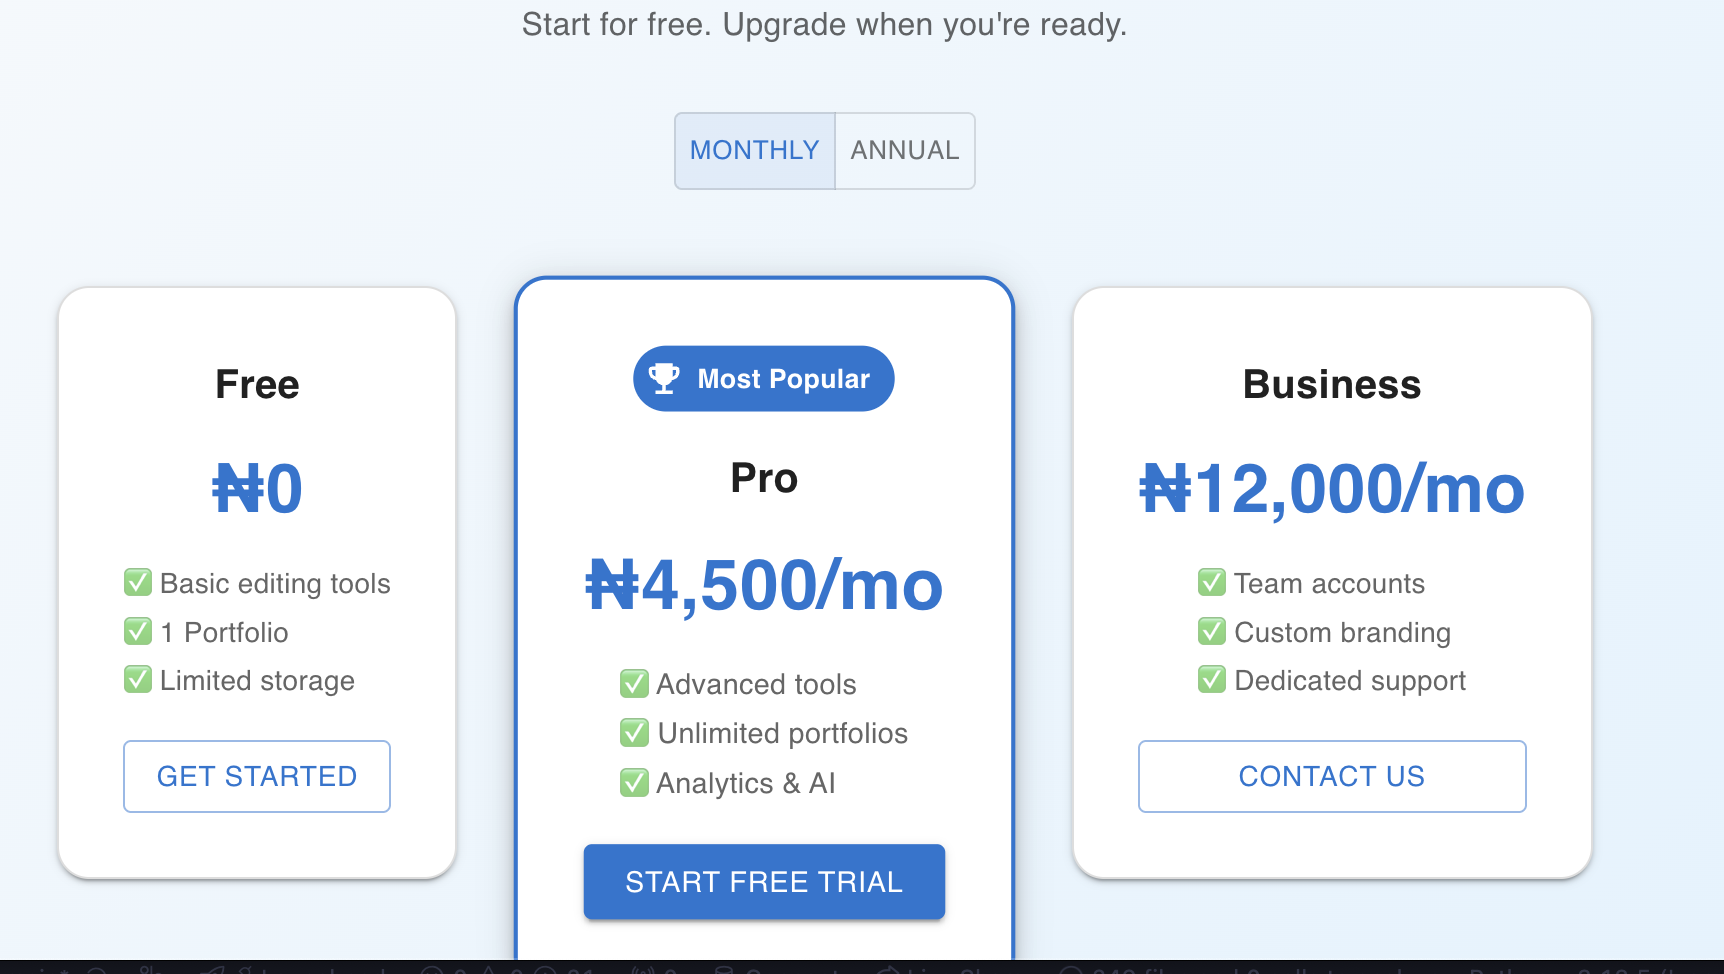 Start for free. Upgrade when you're ready.
MONTHLY ANNUAL
Free
₦0
✅ Basic editing tools
✅ 1 Portfolio
✅ Limited storage
GET STARTED
Most Popular
Pro
₦4,500/mo
✅ Advanced tools
✅ Unlimited portfolios
✅ Analytics & AI
START FREE TRIAL
Business
₦12,000/mo
✅ Team accounts
✅ Custom branding
✅ Dedicated support
CONTACT US